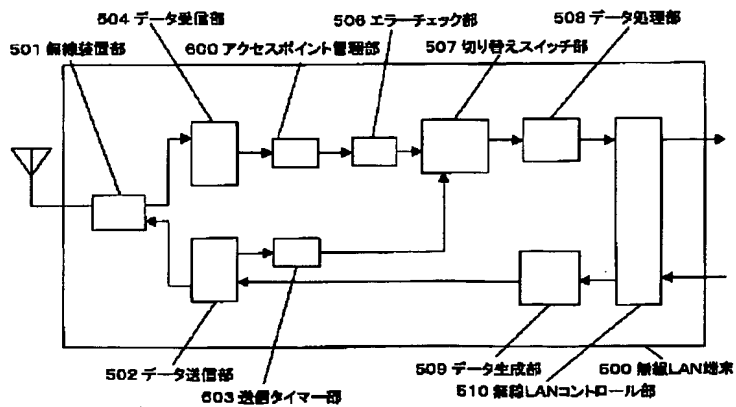 504 データ受信部
506 エラーチェック部
508 データ処理部
501 無線装置部
600 アクセスポイント管理部
507 切り替えスイッチ部
502 データ送信部
603 送信タイマー部
509 データ生成部
500 無線LAN端末
510 無線LANコントロール部